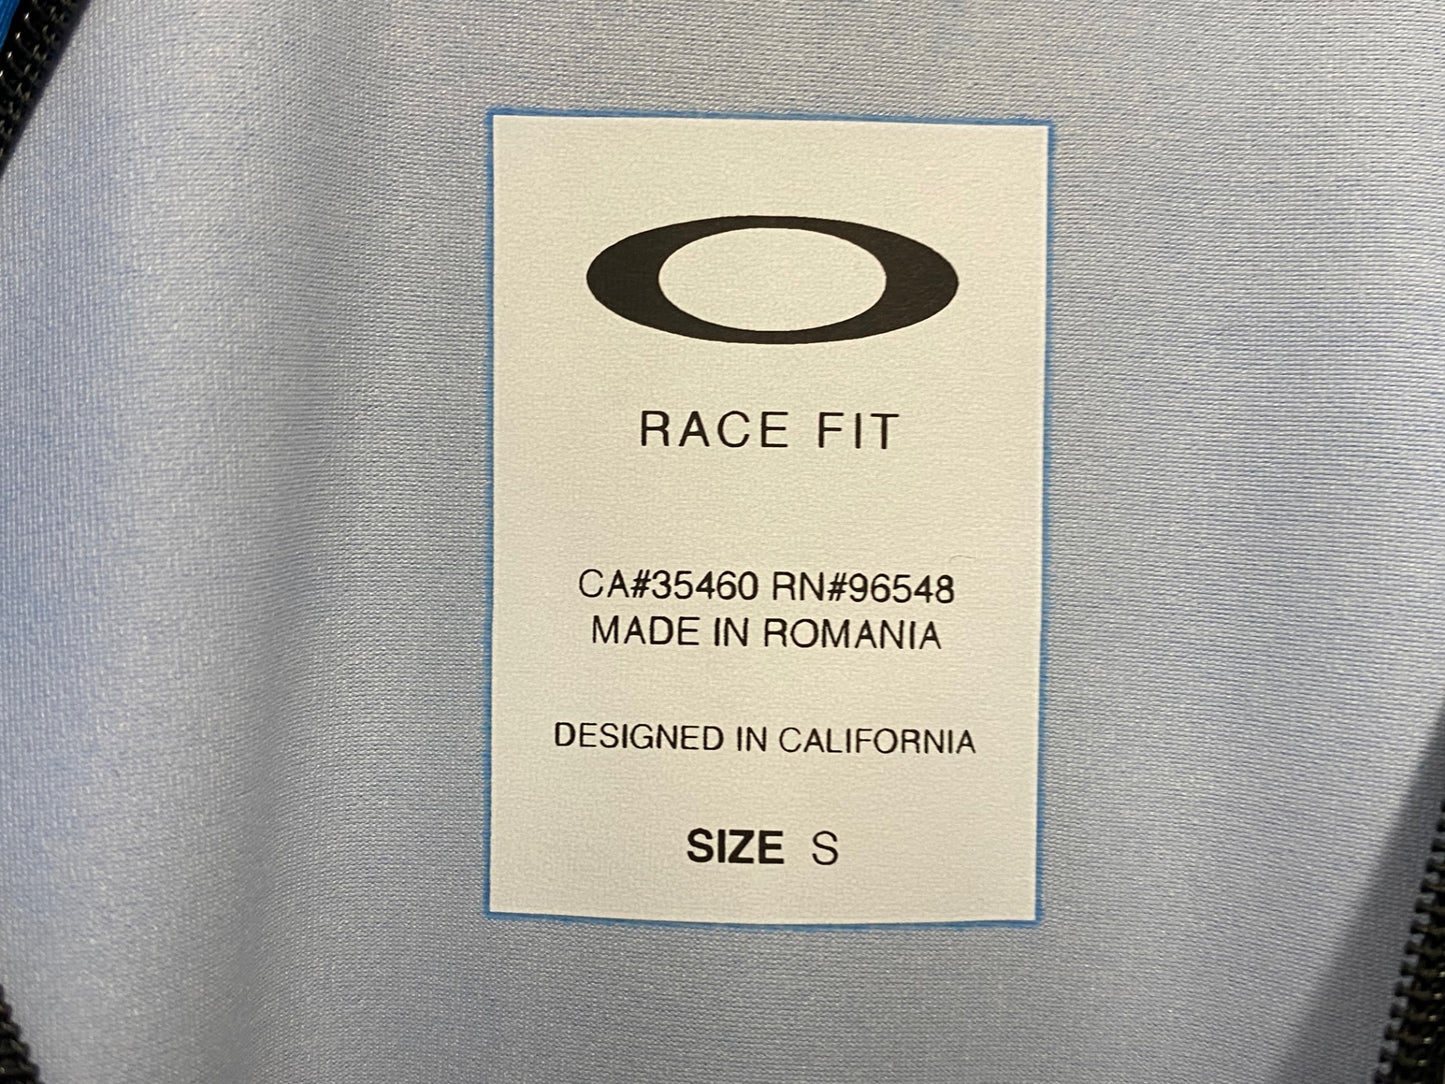 RACE FIT
CA#35460 RN#96548
MADE IN ROMANIA
DESIGNED IN CALIFORNIA
SIZE S